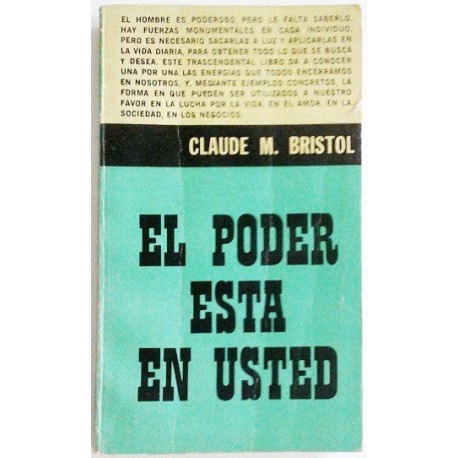 EL HOMBRE ES PODEROSO, PERO LE FALTA SABERLO.
HAY FUERZAS MONUMENTALES EN CADA INDIVIDUO,
PERO ES NECESARIO SACARLAS A LUZ Y APLICARLAS EN
LA VIDA DIARIA, PARA OBTENER TODO LO QUE SE BUSCA
Y DESEA. ESTE TRASCENDENTAL LIBRO DA A CONOCER
UNA POR UNA LAS ENERGIAS QUE TODOS ENCERRAMOS
EN NOSOTROS, Y, MEDIANTE EJEMPLOS CONCRETOS, LA
FORMA EN QUE PUEDEN SER UTILIZADOS A NUESTRO
FAVOR EN LA LUCHA POR LA VIDA, EN EL AMOR, EN LA
SOCIEDAD, EN LOS NEGOCIOS.
CLAUDE M. BRISTOL
EL PODER
ESTA
EN USTED